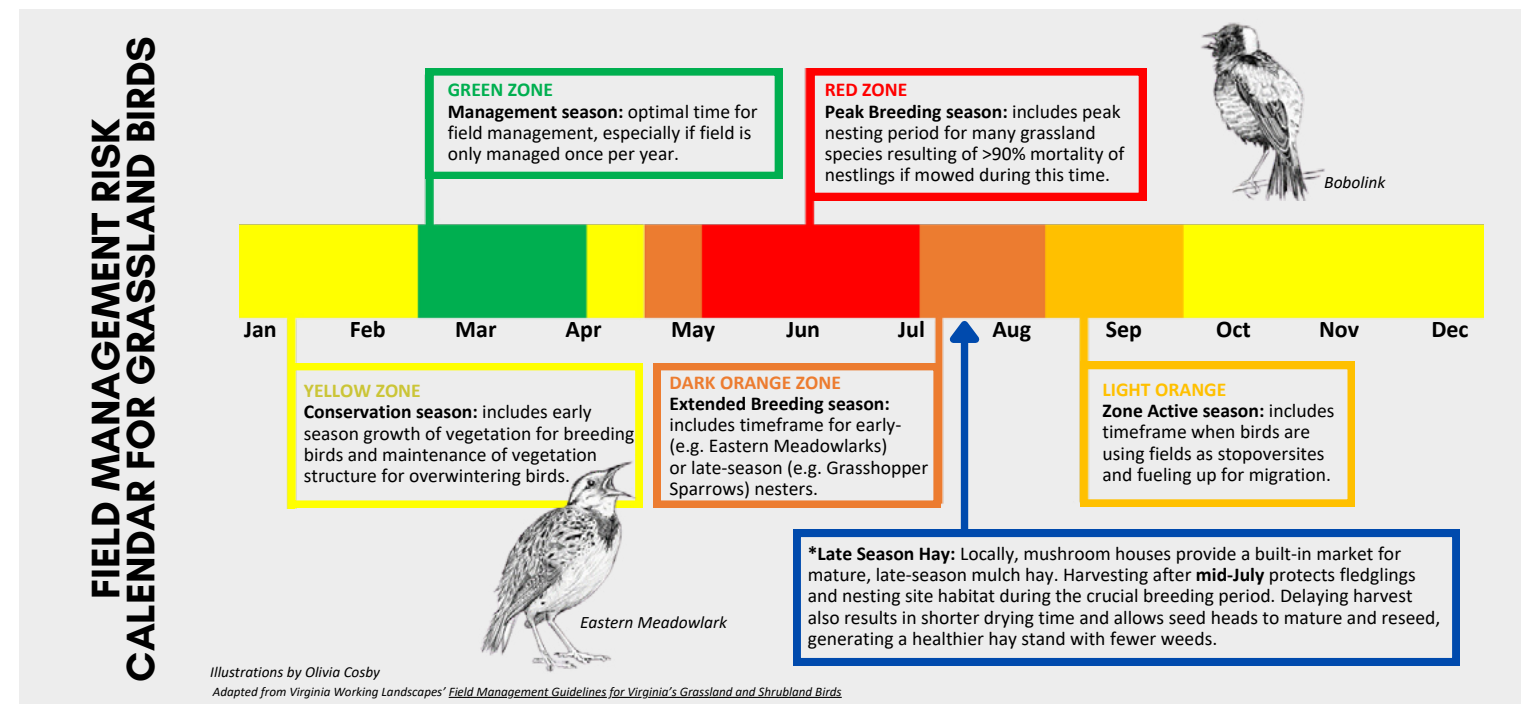 FIELD MANAGEMENT RISK
CALENDAR FOR GRASSLAND BIRDS
GREEN ZONE
Management season: optimal time for
field management, especially if field is
only managed once per year.
RED ZONE
Peak Breeding season: includes peak
nesting period for many grassland
species resulting of >90% mortality of
nestlings if mowed during this time.
Bobolink
Jan Feb Mar Apr May Jun Jul Aug Sep Oct Nov Dec
YELLOW ZONE
Conservation season: includes early
season growth of vegetation for breeding
birds and maintenance of vegetation
structure for overwintering birds.
DARK ORANGE ZONE
Extended Breeding season:
includes timeframe for early-
(e.g. Eastern Meadowlarks)
or late-season (e.g. Grasshopper
Sparrows) nesters.
LIGHT ORANGE
Zone Active season: includes
timeframe when birds are
using fields as stopoversites
and fueling up for migration.
*Late Season Hay: Locally, mushroom houses provide a built-in market for
mature, late-season mulch hay. Harvesting after mid-July protects fledglings
and nesting site habitat during the crucial breeding period. Delaying harvest
also results in shorter drying time and allows seed heads to mature and reseed,
generating a healthier hay stand with fewer weeds.
Eastern Meadowlark
Illustrations by Olivia Cosby
Adapted from Virginia Working Landscapes' Field Management Guidelines for Virginia's Grassland and Shrubland Birds